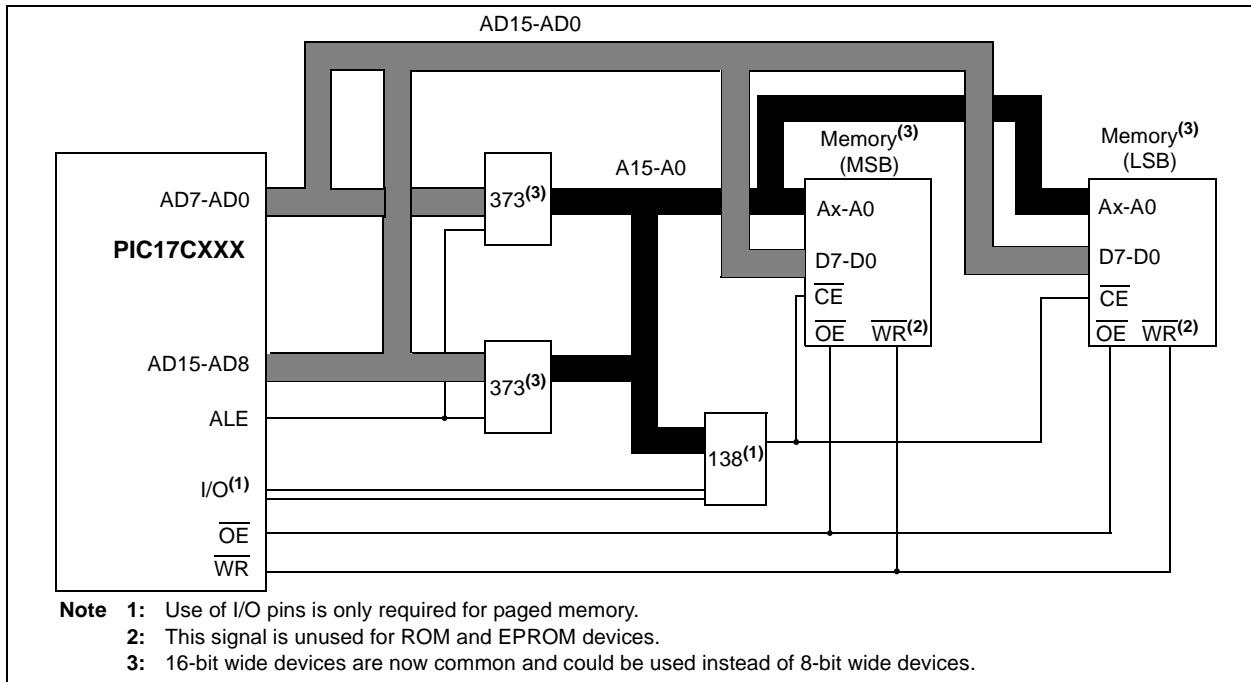 AD15-AD0
Memory(3)
(MSB)
Memory(3)
(LSB)
A15-A0
AD7-AD0
373(3)
Ax-A0
Ax-A0
PIC17CXXX
D7-D0
D7-D0
CE
CE
OE WR(2)
OE WR(2)
AD15-AD8
373(3)
ALE
138(1)
I/O(1)
OE
WR
Note 1: Use of I/O pins is only required for paged memory.
2: This signal is unused for ROM and EPROM devices.
3: 16-bit wide devices are now common and could be used instead of 8-bit wide devices.